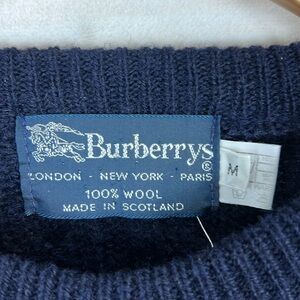 Burberrys
®
LONDON - NEW YORK - PARIS
M
100% WOOL
MADE IN SCOTLAND